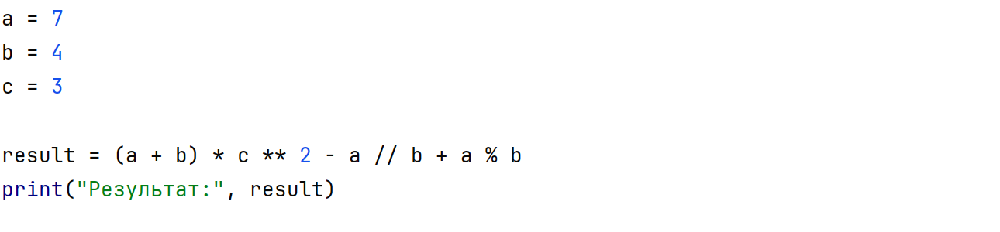 a = 7
b = 4
c = 3
result = (a + b) * c ** 2 - a // b + a % b
print("Результат:", result)